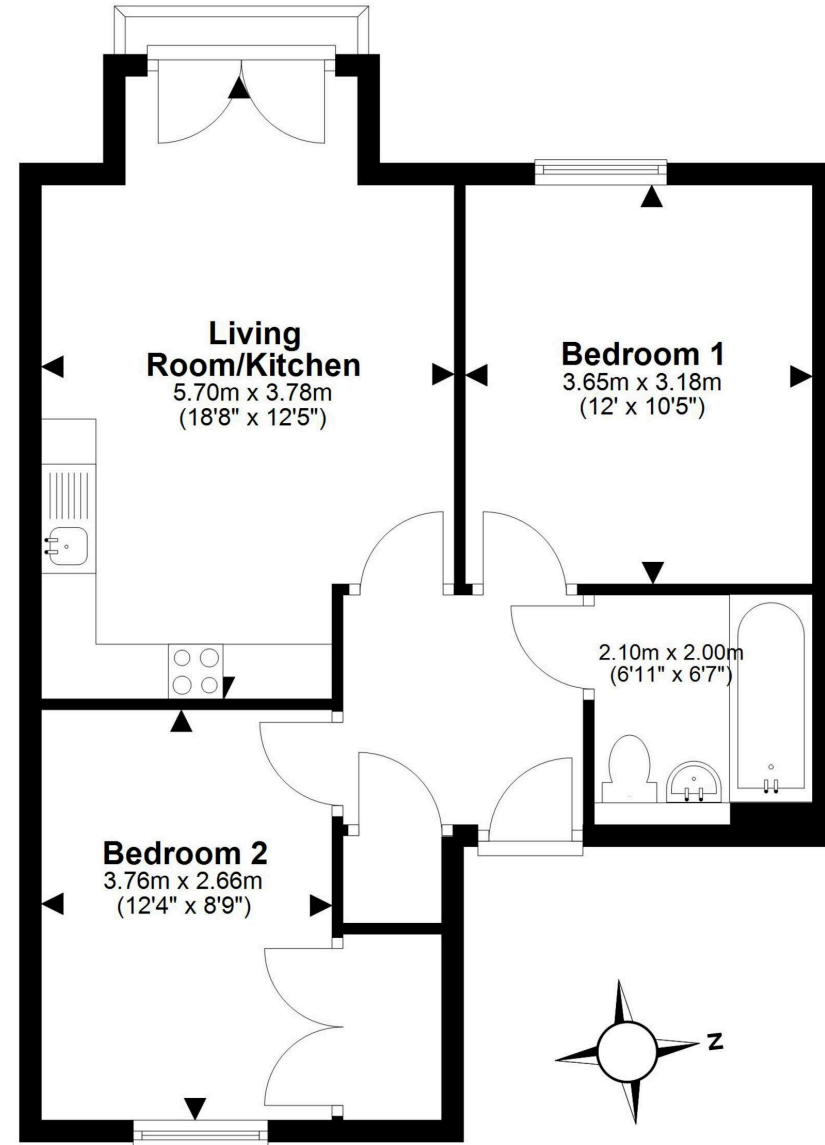 Living
Room/Kitchen
5.70m x 3.78m
(18'8" x 12'5")
Bedroom 1
3.65m x 3.18m
(12' x 10'5")
2.10m x 2.00m
(6'11" x 6'7")
Bedroom 2
3.76m x 2.66m
(12'4" x 8'9")
N